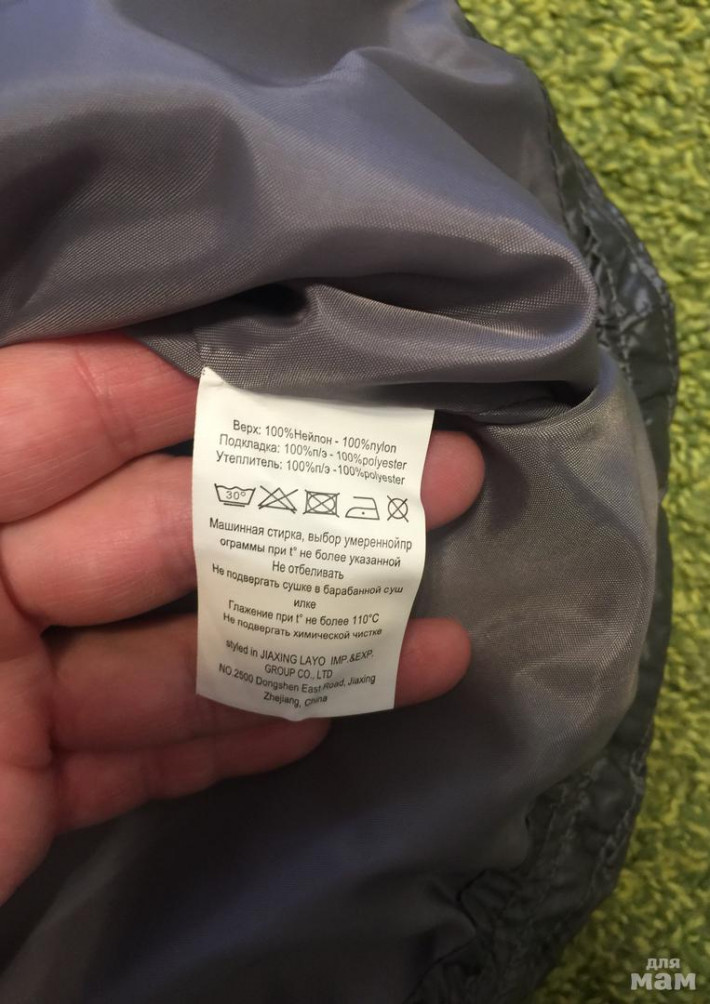 Верх: 100%Нейлон - 100%nylon
Подкладка: 100%п/э - 100%polyester
Утеплитель: 100%п/э -100%polyester
30°
Машинная стирка, выбор умереннойпр
ограммы при t° не более указанной
Не отбеливать
Не подвергать сушке в барабанной суш
илке
Глажение при t° не более 110°C
Не подвергать химической чистке
styled in JIAXING LAYO IMP.&EXP.
GROUP CO., LTD
NO.2500 Dongshen East Road, Jiaxing
Zhejiang, China
для
мам